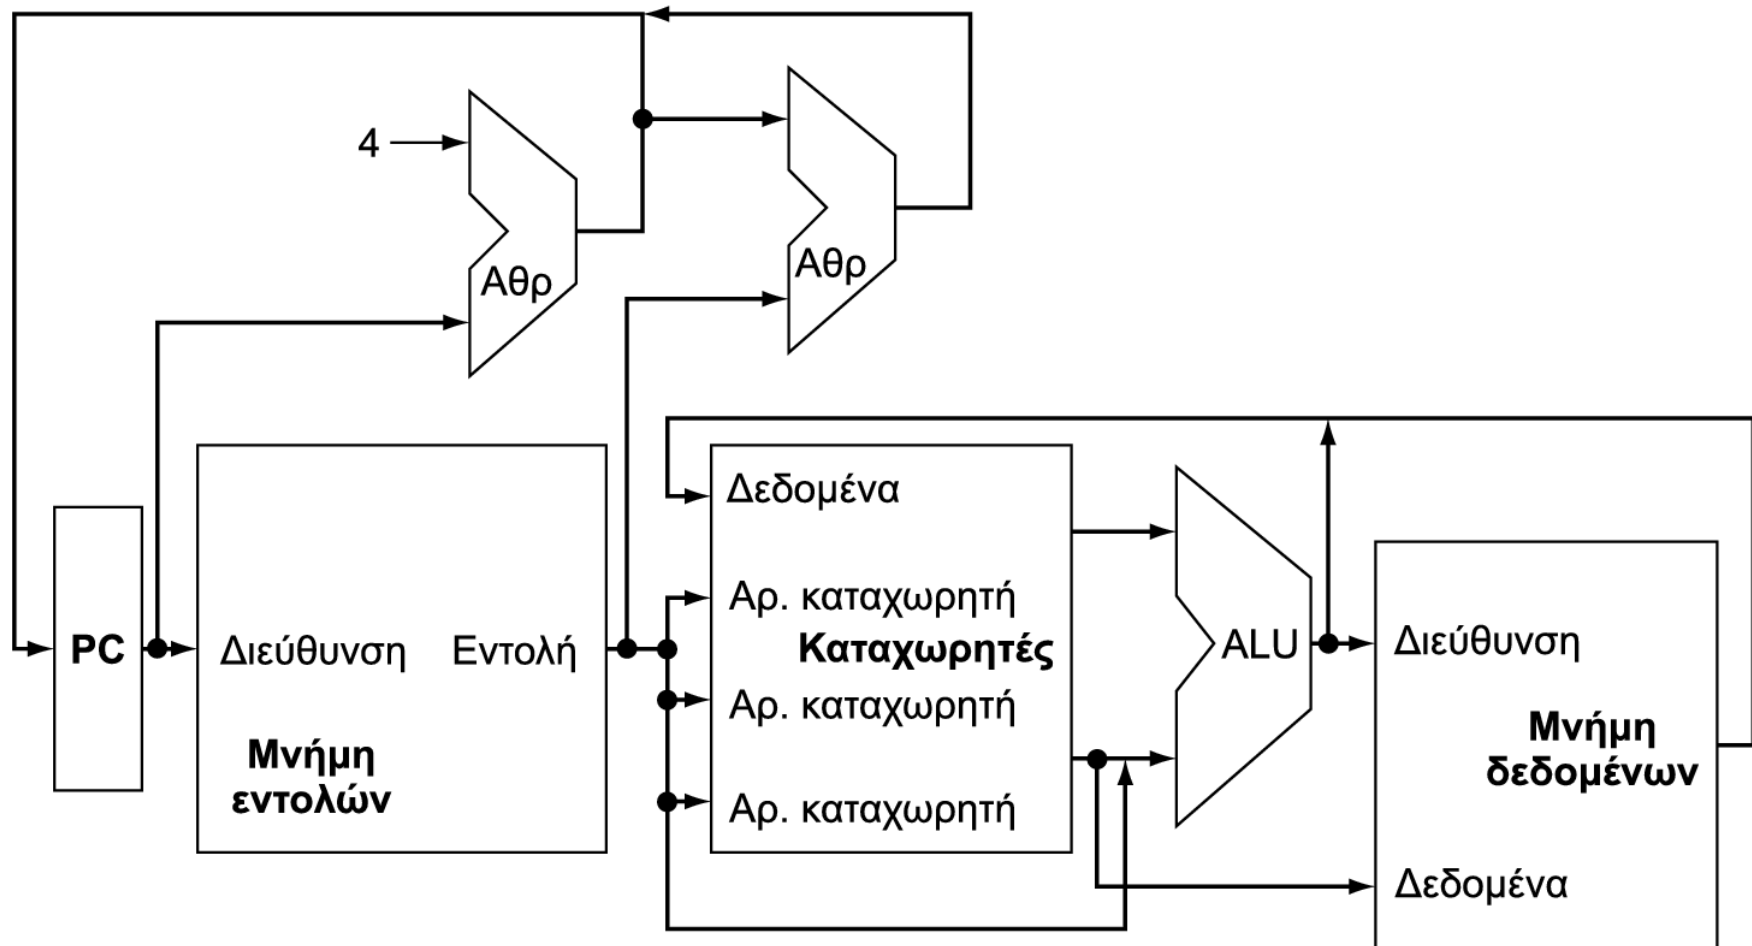 4
Αθρ
Αθρ
PC
Διεύθυνση
Εντολή
Μνήμη
εντολών
Δεδομένα
Αρ. καταχωρητή
Καταχωρητές
Αρ. καταχωρητή
Αρ. καταχωρητή
ALU
Διεύθυνση
Μνήμη
δεδομένων
Δεδομένα